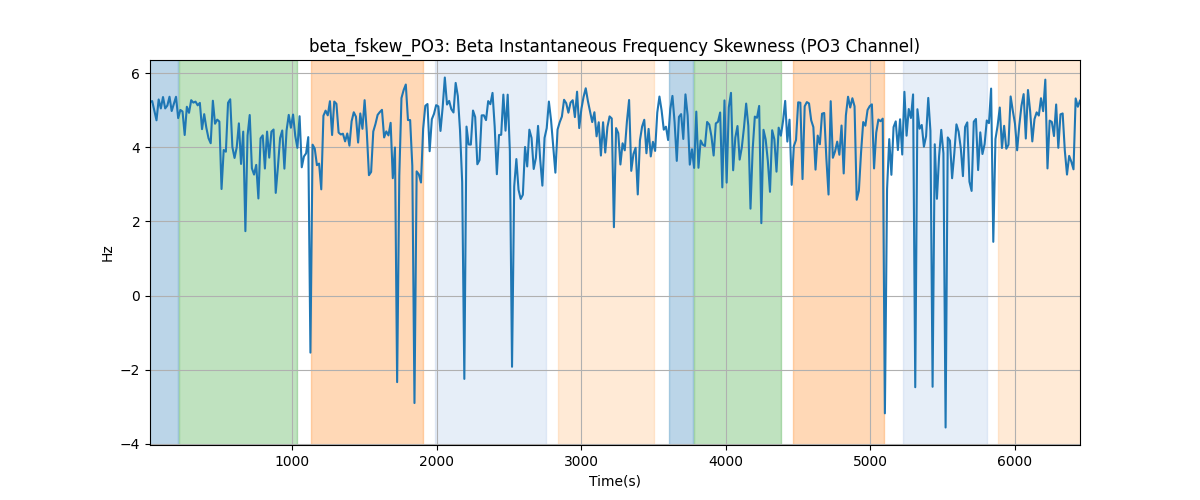 beta_fskew_PO3: Beta Instantaneous Frequency Skewness (PO3 Channel)
6
4
2
0
−2
−4
Hz
1000 2000 3000 4000 5000 6000
Time(s)